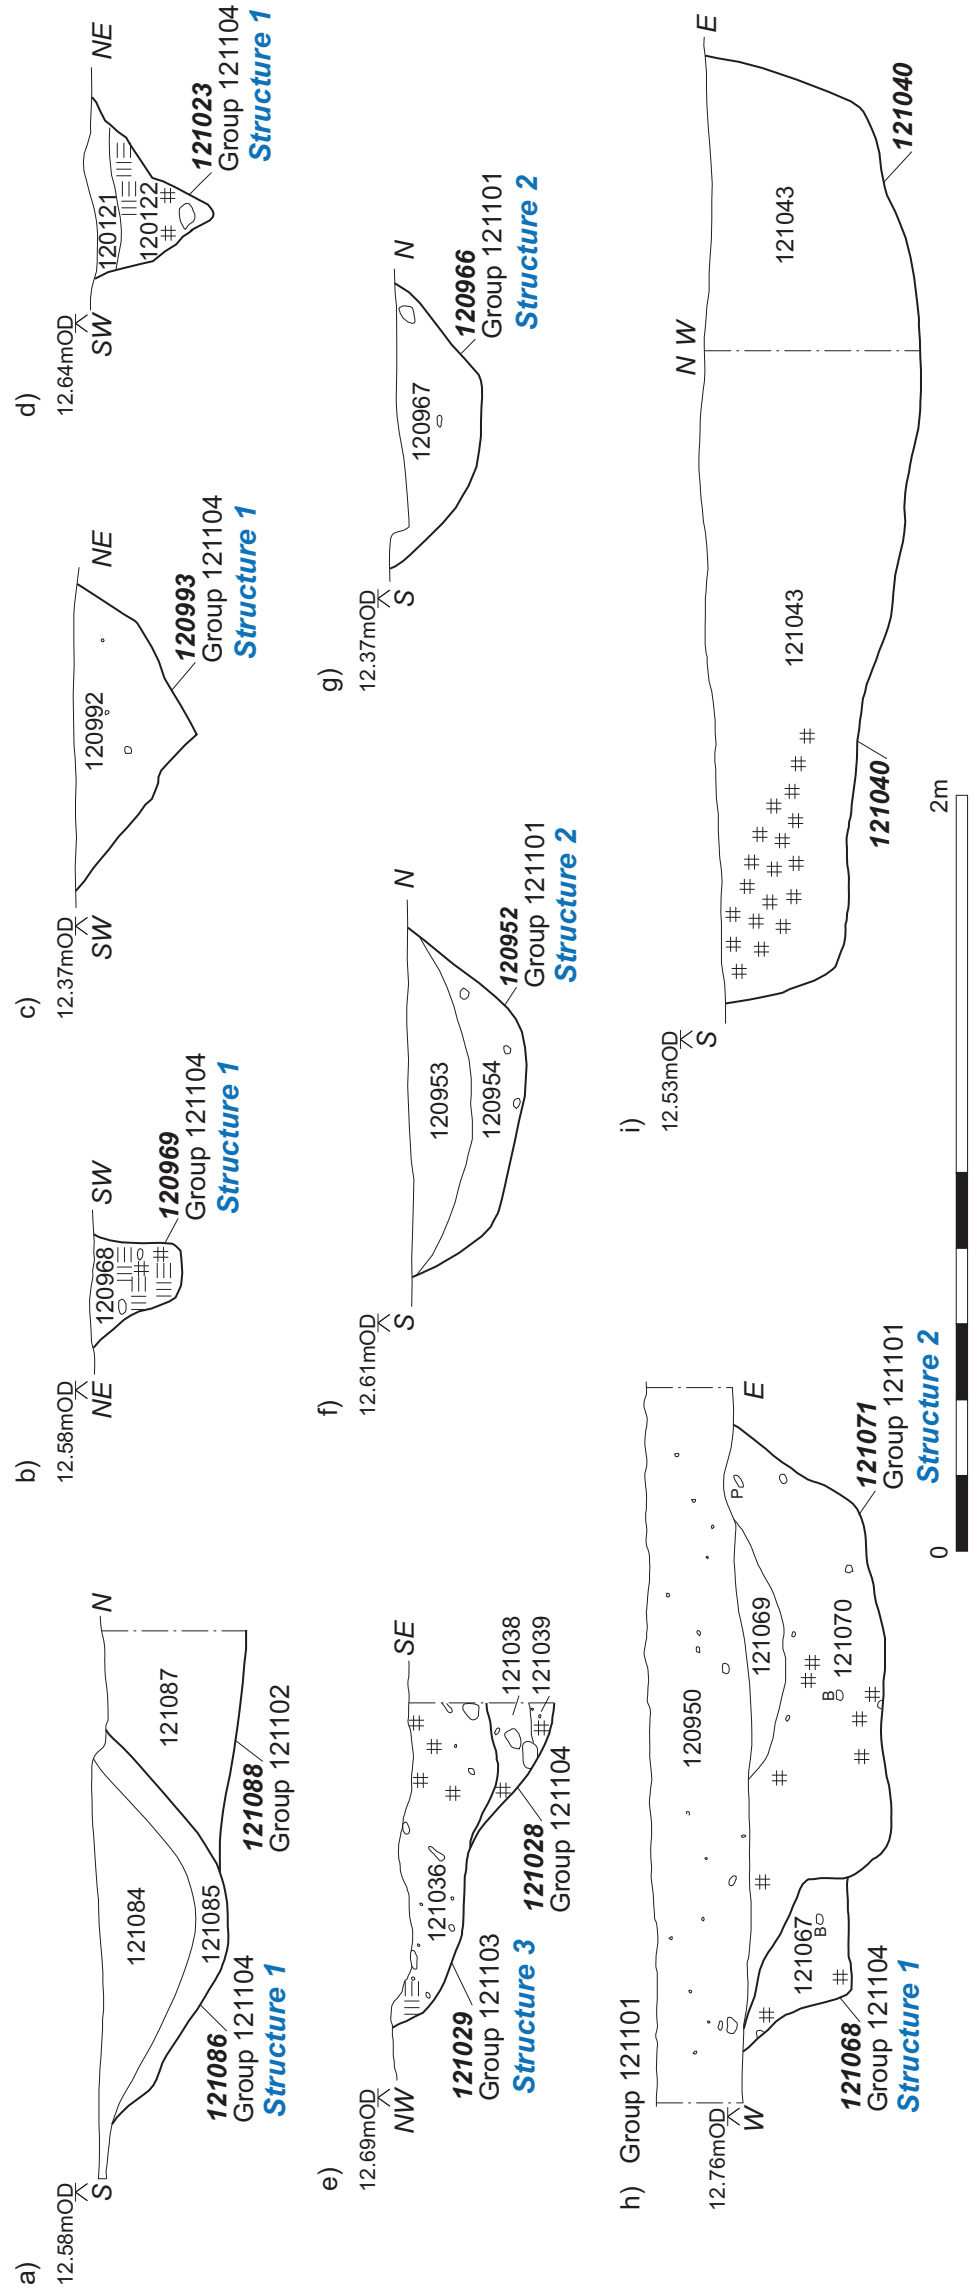 a)
12.58mOD
S
N
121084
121085
121087
121086
Group 121104
Structure 1
121088
Group 121102
b)
12.58mOD
NE
SW
120968
120969
Group 121104
Structure 1
c)
12.37mOD
SW
NE
120992
120993
Group 121104
Structure 1
d)
12.64mOD
SW
NE
120121
120122
121023
Group 121104
Structure 1
e)
12.69mOD
NW
SE
121036
121038
121039
121029
Group 121103
Structure 3
121028
Group 121104
f)
12.61mOD
S
N
120953
120954
120952
Group 121101
Structure 2
g)
12.37mOD
S
N
120967
120966
Group 121101
Structure 2
h) Group 121101
12.76mOD
W
E
120950
121069
P
121070
B
121067
B
121068
Group 121104
Structure 1
121071
Group 121101
Structure 2
i)
12.53mOD
S
N W
E
121043
121043
121040
121040
0
2m